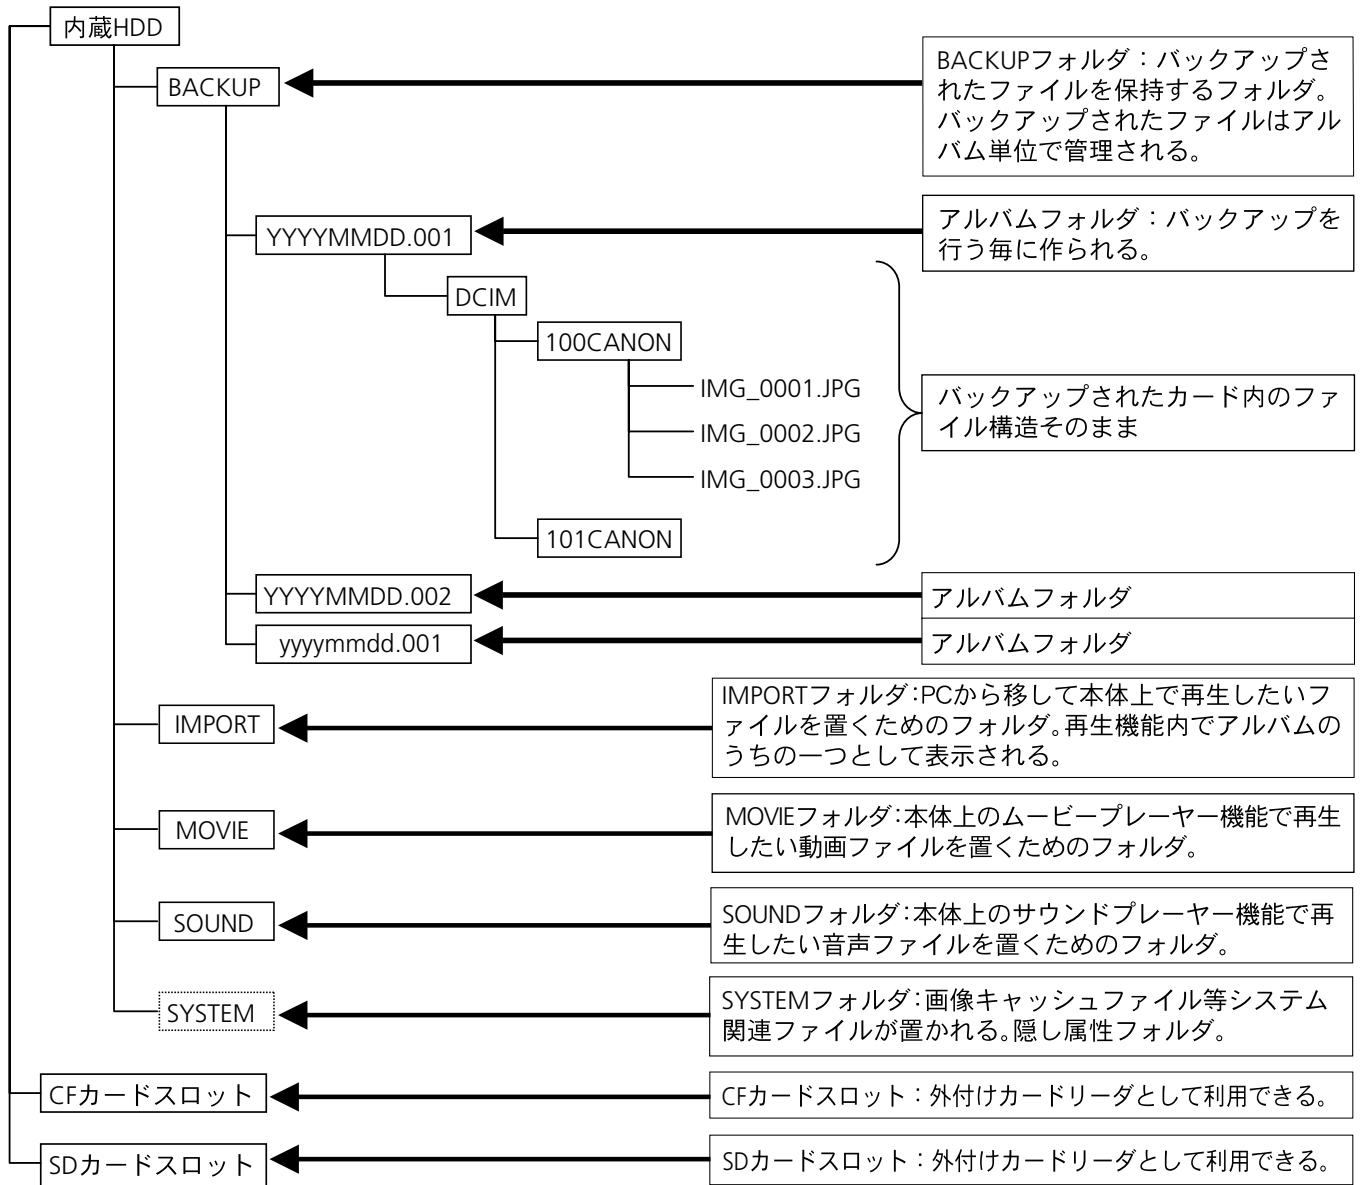 内蔵HDD
BACKUP
BACKUPフォルダ：バックアップさ
れたファイルを保持するフォルダ。
バックアップされたファイルはアル
バム単位で管理される。
YYYYMMDD.001
アルバムフォルダ：バックアップを
行う毎に作られる。
DCIM
100CANON
IMG_0001.JPG
IMG_0002.JPG
IMG_0003.JPG
バックアップされたカード内のファ
イル構造そのまま
101CANON
YYYYMMDD.002
アルバムフォルダ
yyyymmdd.001
アルバムフォルダ
IMPORT
IMPORTフォルダ：PCから移して本体上で再生したいフ
ァイルを置くためのフォルダ。再生機能内でアルバムの
うちの一つとして表示される。
MOVIE
MOVIEフォルダ：本体上のムービープレーヤー機能で再生
したい動画ファイルを置くためのフォルダ。
SOUND
SOUNDフォルダ：本体上のサウンドプレーヤー機能で再
生したい音声ファイルを置くためのフォルダ。
SYSTEM
SYSTEMフォルダ：画像キャッシュファイル等システム
関連ファイルが置かれる。隠し属性フォルダ。
CFカードスロット
CFカードスロット：外付けカードリーダとして利用できる。
SDカードスロット
SDカードスロット：外付けカードリーダとして利用できる。